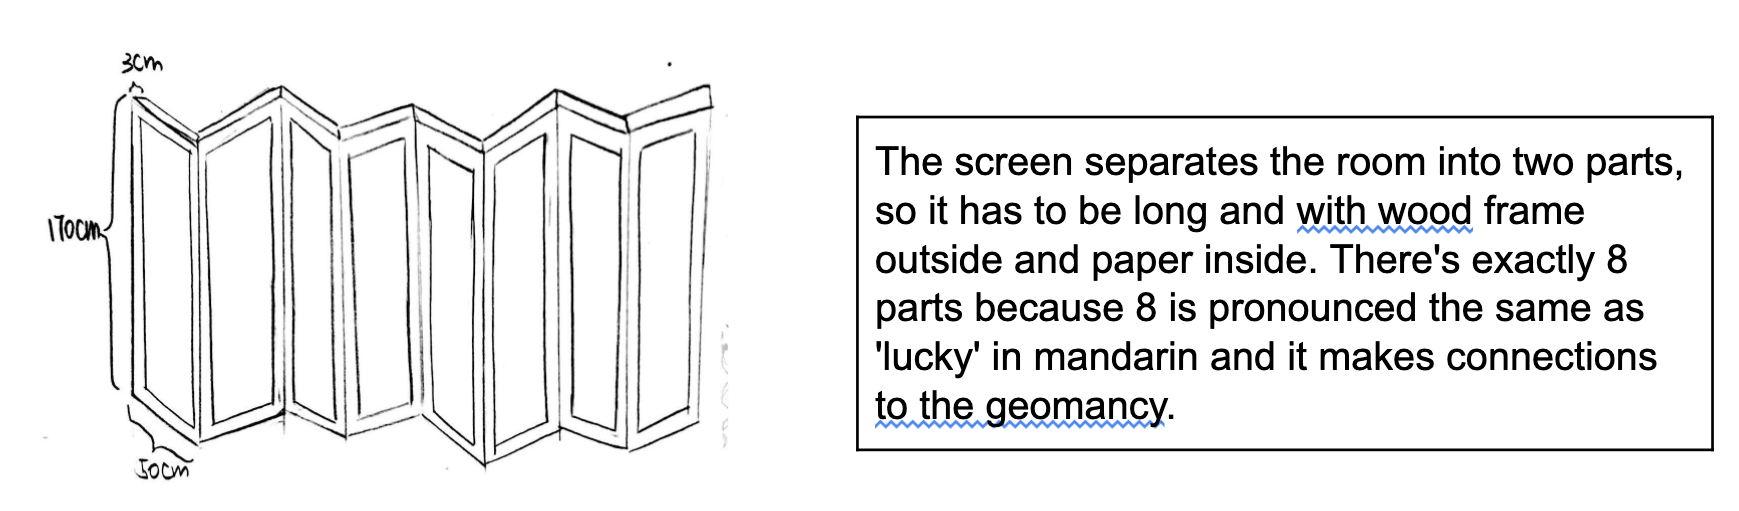 3cm
170cm
50cm
The screen separates the room into two parts,
so it has to be long and with wood frame
outside and paper inside. There's exactly 8
parts because 8 is pronounced the same as
'lucky' in mandarin and it makes connections
to the geomancy.